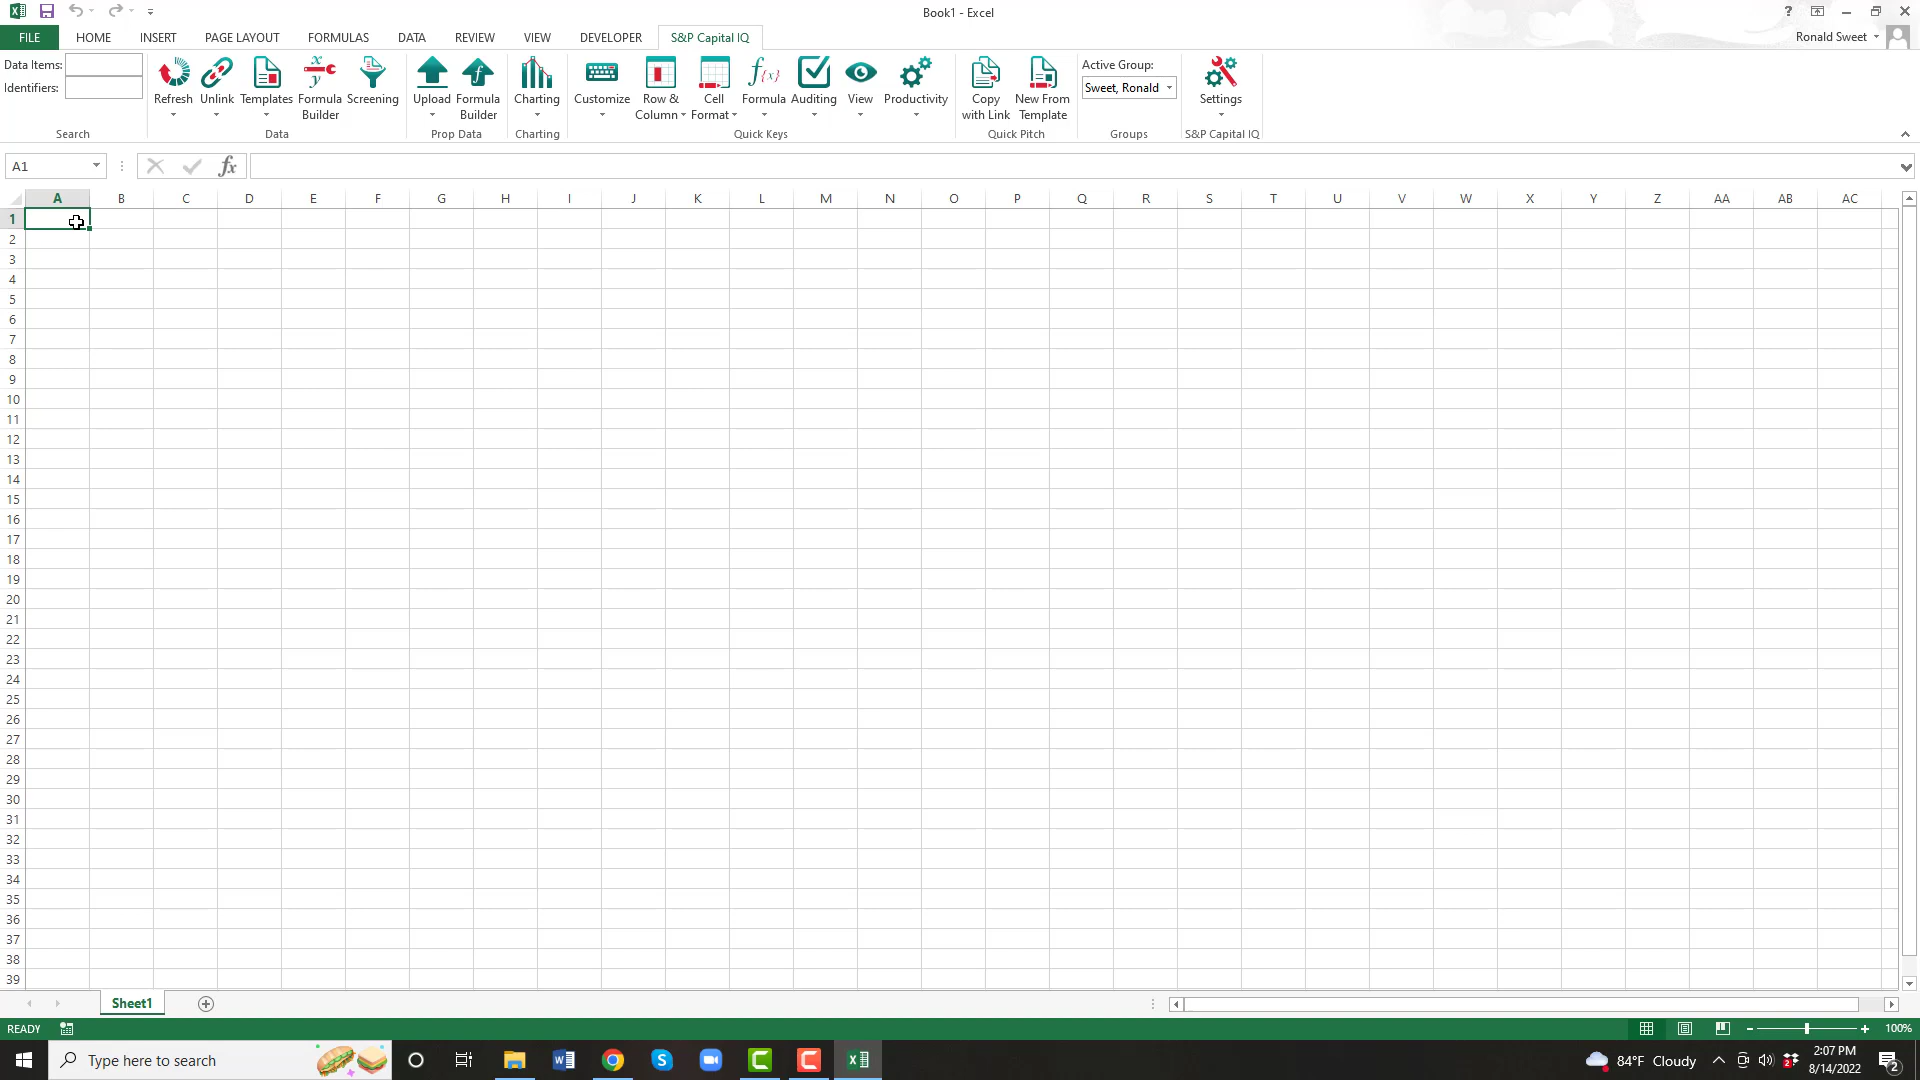 Book1 - Excel
?
FILE HOME INSERT PAGE LAYOUT FORMULAS DATA REVIEW VIEW DEVELOPER S&P Capital IQ Ronald Sweet
Data Items:
Identifiers:
Search
Refresh Unlink Templates Formula Builder Screening
Data
Upload Formula Builder
Prop Data
Charting
Charting
Customize Row & Column Cell Format Formula Auditing View Productivity
Quick Keys
Copy with Link New From Template
Quick Pitch
Active Group:
Sweet, Ronald
Groups
Settings
S&P Capital IQ
A1 fx
A B C D E F G H I J K L M N O P Q R S T U V W X Y Z AA AB AC
1
2
3
4
5
6
7
8
9
10
11
12
13
14
15
16
17
18
19
20
21
22
23
24
25
26
27
28
29
30
31
32
33
34
35
36
37
38
39
Sheet1
READY 100%
Type here to search 84°F Cloudy 2:07 PM
8/14/2022 2